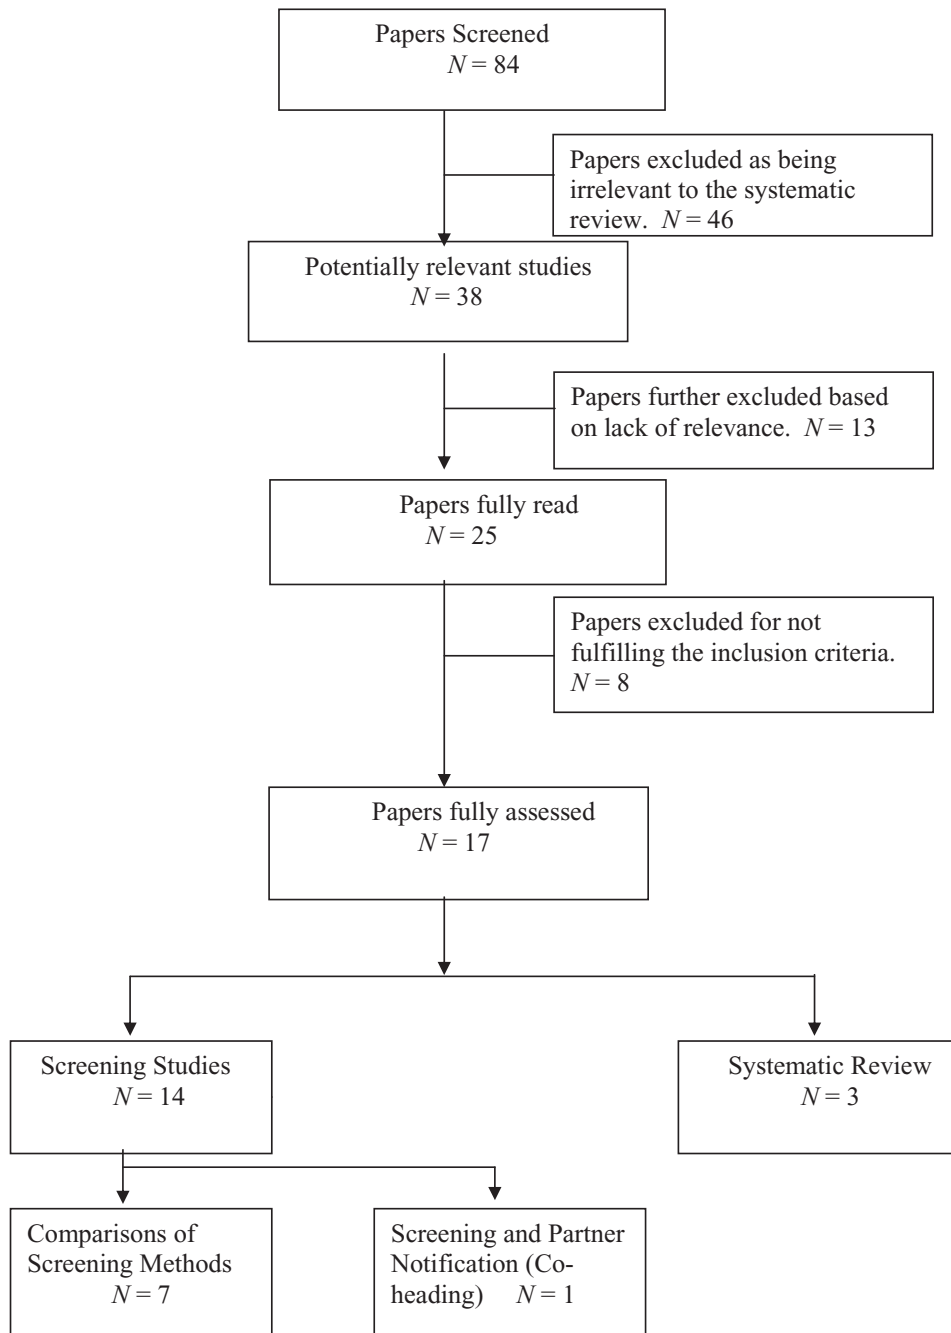 Papers Screened
N = 84
Papers excluded as being
irrelevant to the systematic
review. N = 46
Potentially relevant studies
N = 38
Papers further excluded based
on lack of relevance. N = 13
Papers fully read
N = 25
Papers excluded for not
fulfilling the inclusion criteria.
N = 8
Papers fully assessed
N = 17
Screening Studies
N = 14
Systematic Review
N = 3
Comparisons of
Screening Methods
N = 7
Screening and Partner
Notification (Co-
heading) N = 1